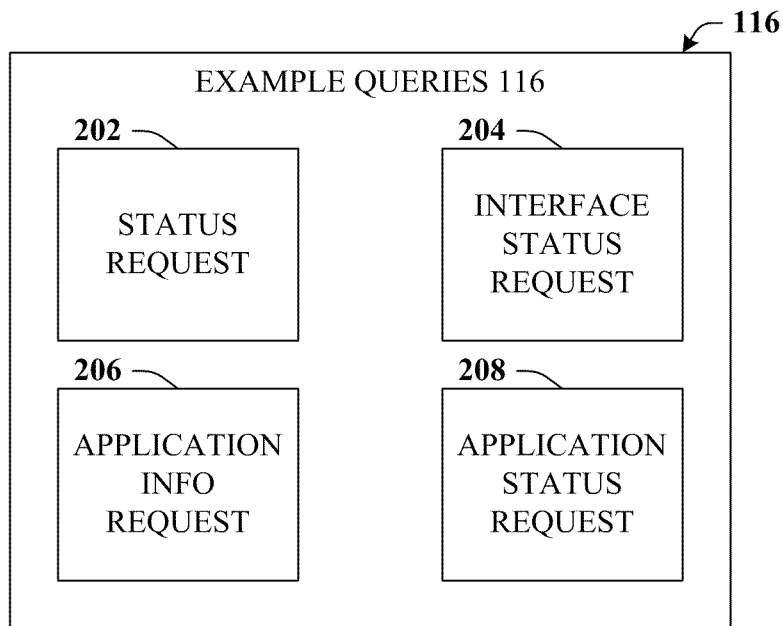 116
EXAMPLE QUERIES 116
202
STATUS
REQUEST
204
INTERFACE
STATUS
REQUEST
206
APPLICATION
INFO
REQUEST
208
APPLICATION
STATUS
REQUEST